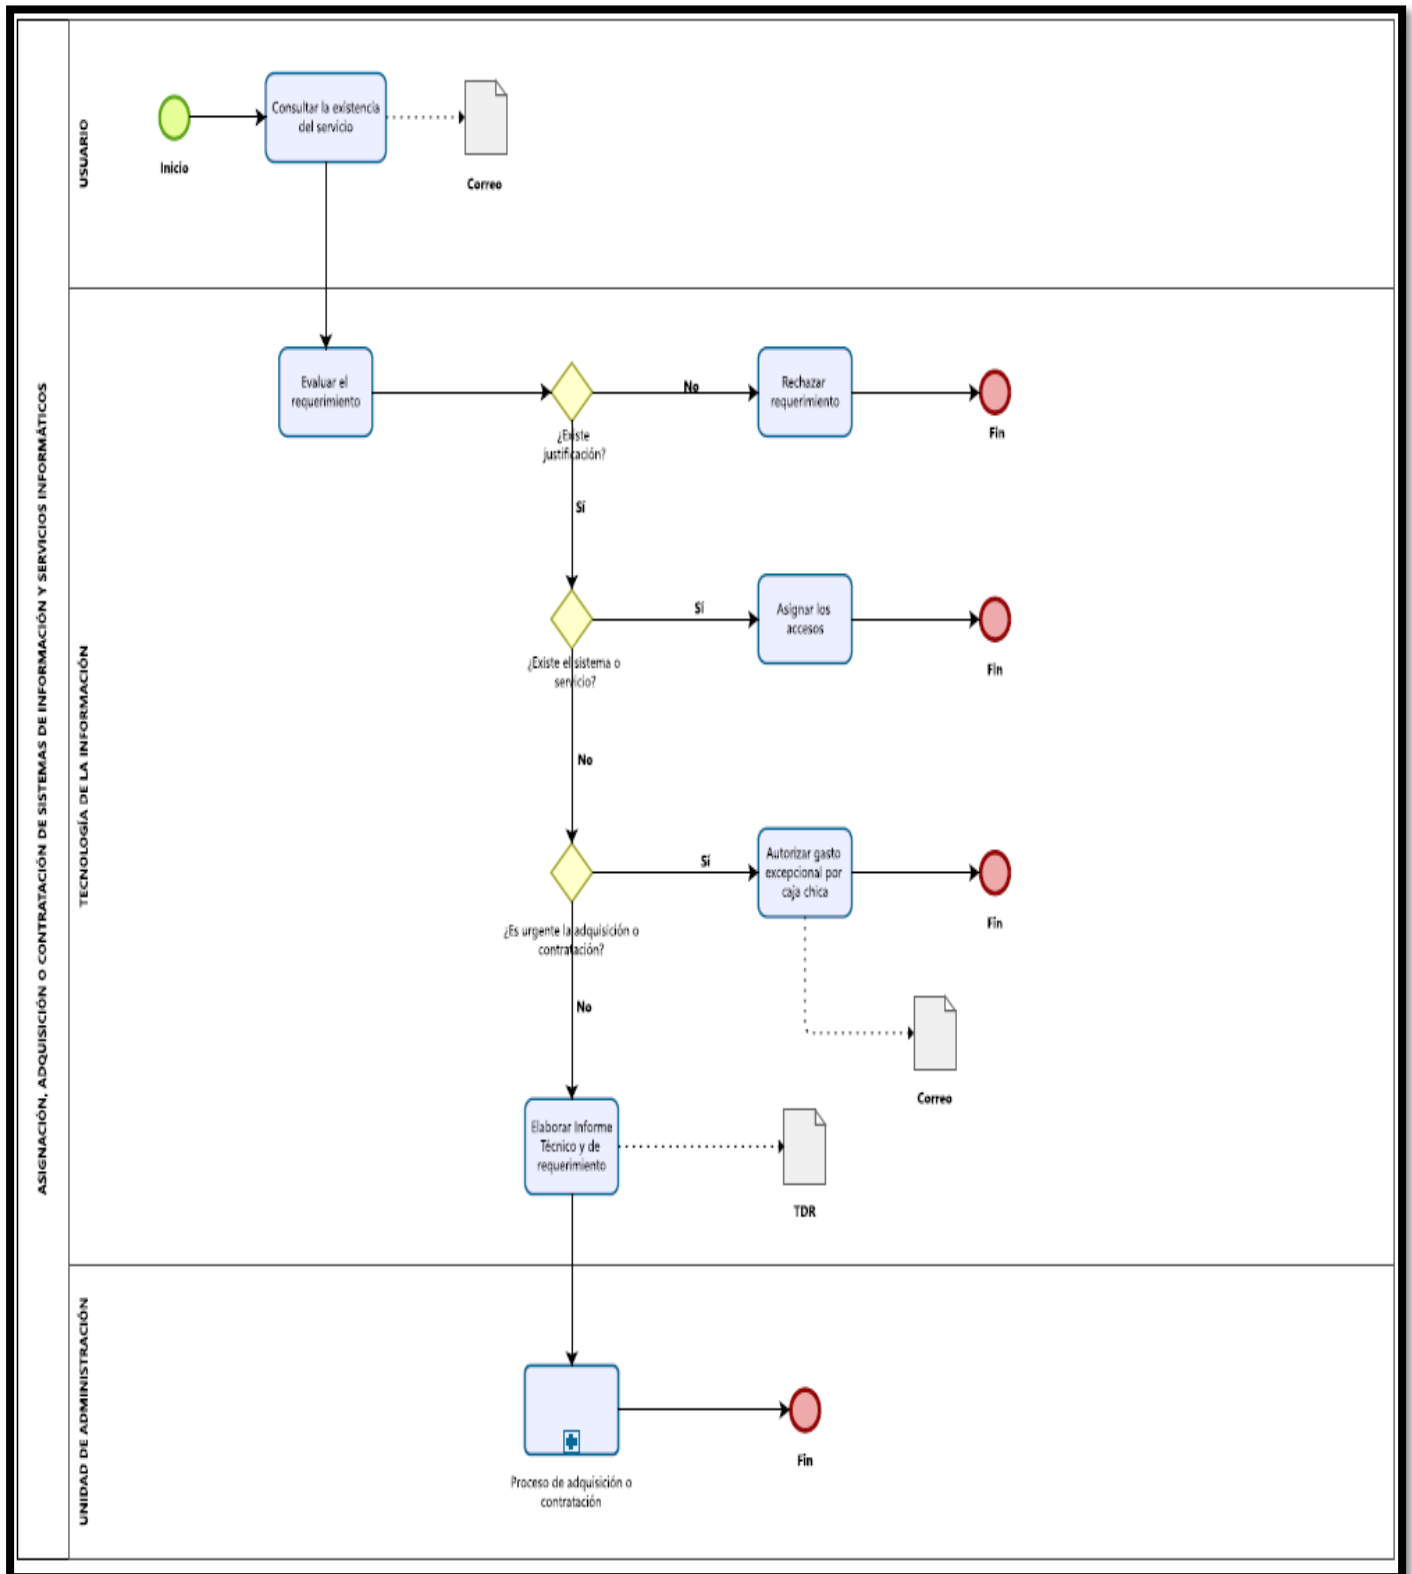 ASIGNACIÓN, ADQUISICIÓN O CONTRATACIÓN DE SISTEMAS DE INFORMACIÓN Y SERVICIOS INFORMÁTICOS
USUARIO
Inicio
Consultar la existencia
del servicio
Correo
TECNOLOGÍA DE LA INFORMACIÓN
Evaluar el
requerimiento
¿Existe
justificación?
No
Rechazar
requerimiento
Fin
Sí
¿Existe el sistema o
servicio?
Sí
Asignar los
accesos
Fin
No
¿Es urgente la adquisición o
contratación?
Sí
Autorizar gasto
excepcional por
caja chica
Fin
Correo
No
Elaborar Informe
Técnico y de
requerimiento
TDR
UNIDAD DE ADMINISTRACIÓN
Proceso de adquisición o
contratación
Fin